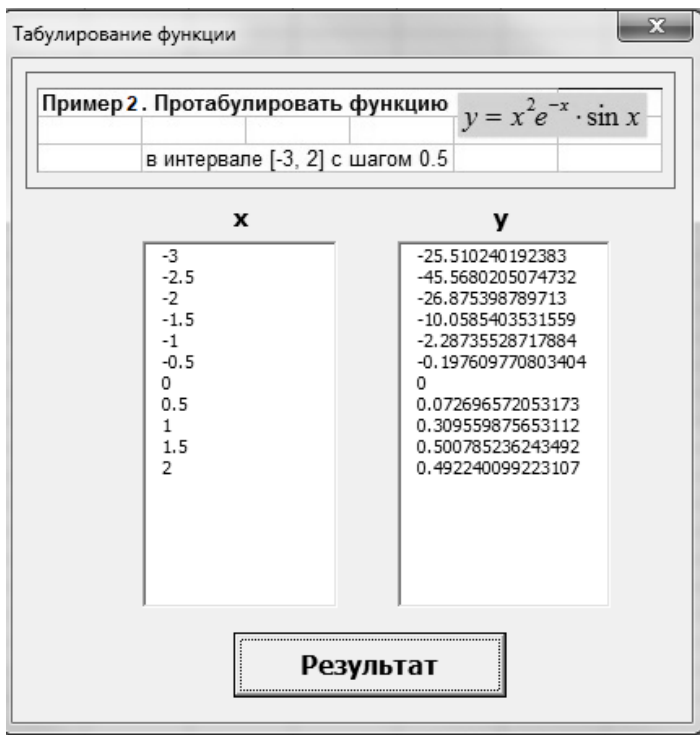 Табулирование функции
x
Пример 2. Протабулировать функцию y = x²e⁻ˣ · sin x
в интервале [-3, 2] с шагом 0.5
x y
-3 -25.510240192383
-2.5 -45.5680205074732
-2 -26.875398789713
-1.5 -10.0585403531559
-1 -2.28735528717884
-0.5 -0.197609770803404
0 0
0.5 0.072696572053173
1 0.309559875653112
1.5 0.500785236243492
2 0.492240099223107
Результат